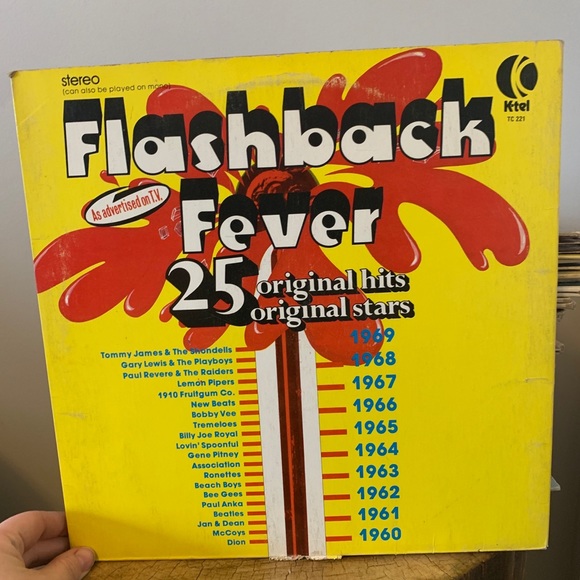 stereo
(can also be played on mono)
K-tel
TC 221
Flashback
As advertised on T.V.
Fever
25 original hits
original stars
Tommy James & The Shondells
Gary Lewis & The Playboys
Paul Revere & The Raiders
Lemon Pipers
1910 Fruitgum Co.
New Beats
Bobby Vee
Tremeloes
Billy Joe Royal
Lovin' Spoonful
Gene Pitney
Association
Ronettes
Beach Boys
Bee Gees
Paul Anka
Beatles
Jan & Dean
McCoys
Dion
1969
1968
1967
1966
1965
1964
1963
1962
1961
1960